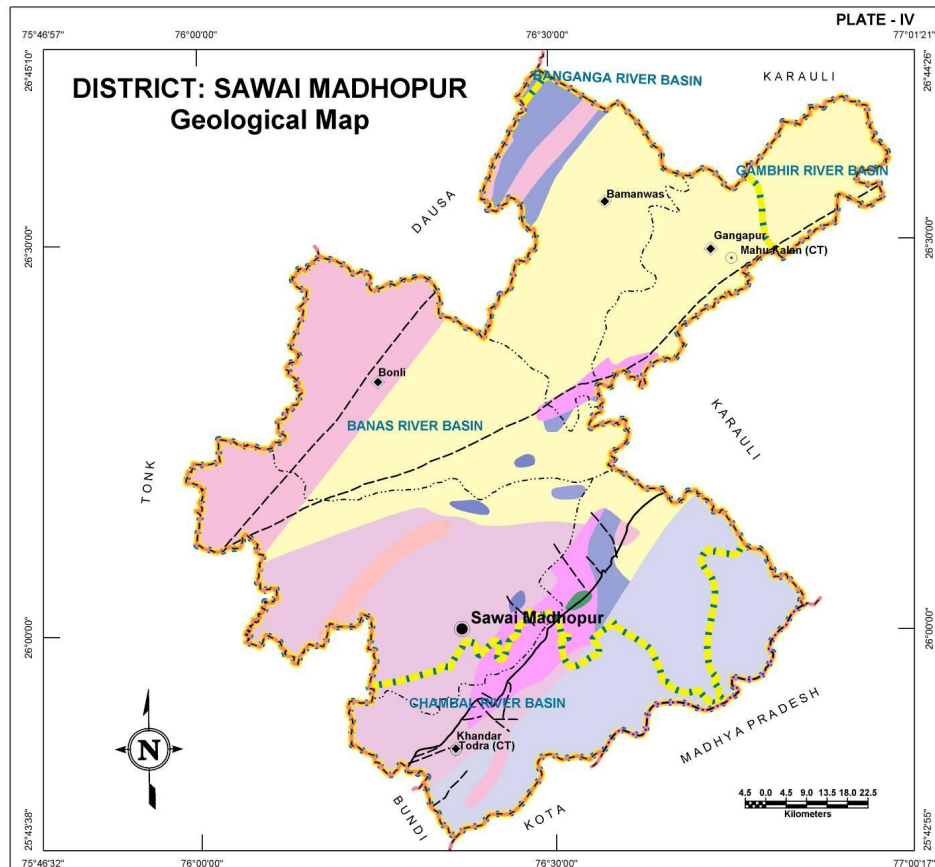 PLATE - IV
75°46'57"
76°00'00"
76°30'00"
77°01'21"
26°45'10"
26°44'26"
DISTRICT: SAWAI MADHOPUR
Geological Map
BANGANGA RIVER BASIN
KARAULI
GAMBHIR RIVER BASIN
DAUSA
Bamanwas
26°30'00"
26°30'00"
Gangapur
Mahu Kalan (CT)
Bonli
BANAS RIVER BASIN
KARAULI
TONK
Sawai Madhopur
26°00'00"
26°00'00"
CHAMBAL RIVER BASIN
MADHYA PRADESH
N
Khandar
Todra (CT)
BUNDI
KOTA
4.5 0.0 4.5 9.0 13.5 18.0 22.5
Kilometers
25°43'38"
25°42'55"
75°46'32"
76°00'00"
76°30'00"
77°00'17"